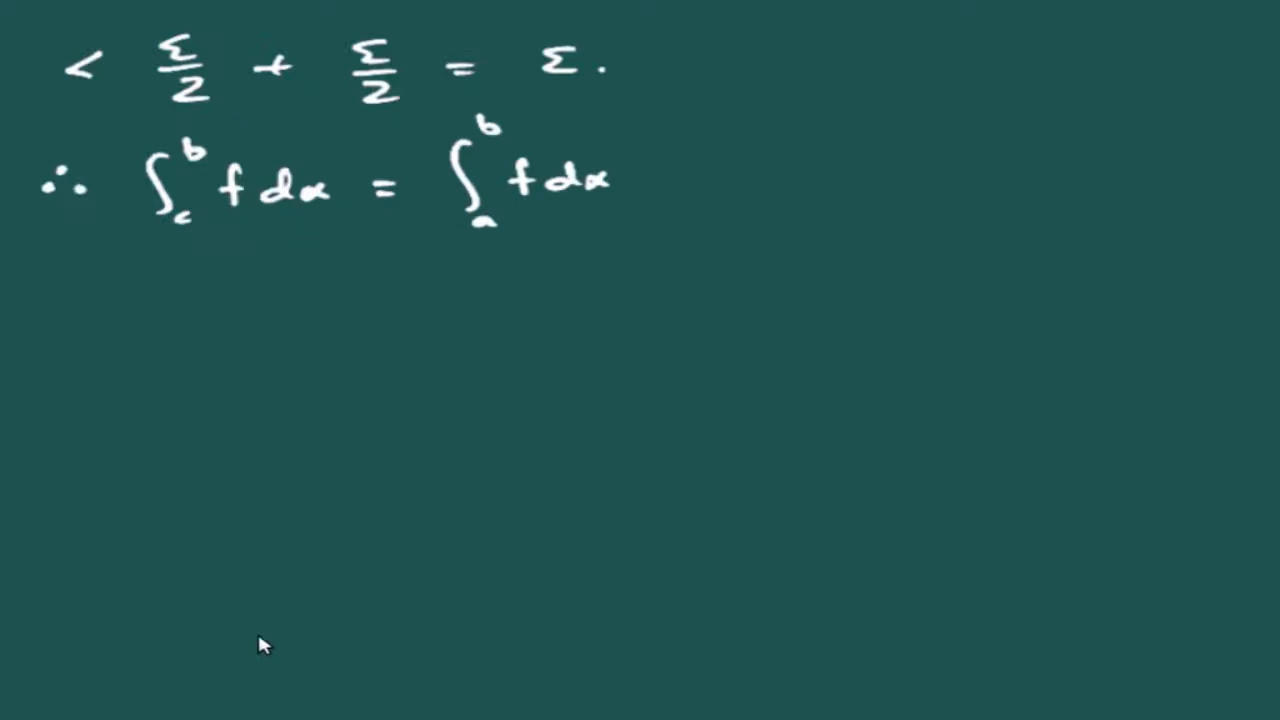 < Σ/2 + Σ/2 = Σ.
∴ ∫_c^b f dx = ∫_a^b f dx